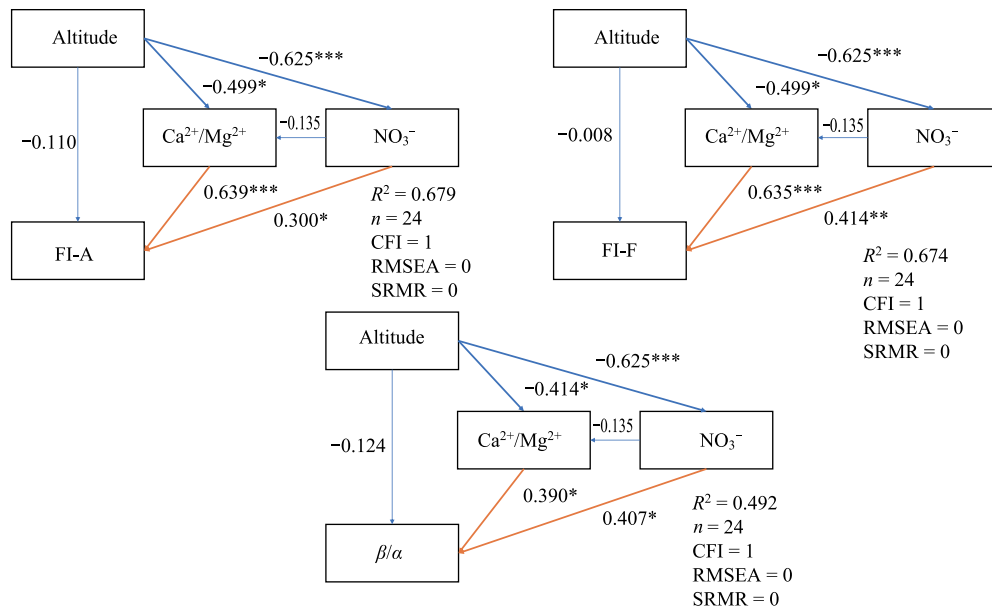 Altitude
−0.625***
−0.499*
−0.110
Ca²⁺/Mg²⁺
−0.135
NO₃⁻
0.639***
0.300*
FI-A
R² = 0.679
n = 24
CFI = 1
RMSEA = 0
SRMR = 0
Altitude
−0.625***
−0.499*
−0.008
Ca²⁺/Mg²⁺
−0.135
NO₃⁻
0.635***
0.414**
FI-F
R² = 0.674
n = 24
CFI = 1
RMSEA = 0
SRMR = 0
Altitude
−0.625***
−0.414*
−0.124
Ca²⁺/Mg²⁺
−0.135
NO₃⁻
0.390*
0.407*
β/α
R² = 0.492
n = 24
CFI = 1
RMSEA = 0
SRMR = 0